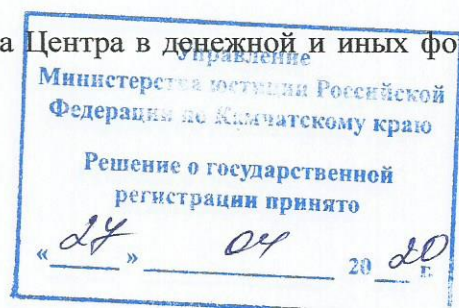 а Центра в денежной и иных фо
Управление
Министерства юстиции Российской
Федерации по Камчатскому краю
Решение о государственной
регистрации принято
« 27 » 04 20 20 г.